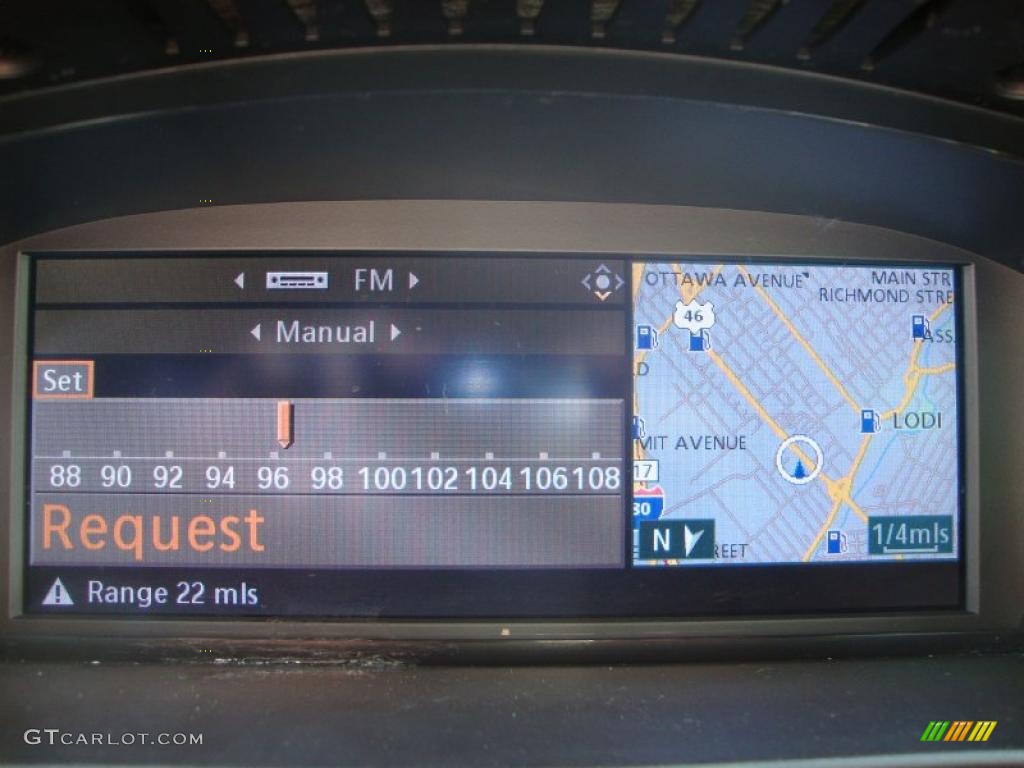 FM
Manual
Set
88 90 92 94 96 98 100 102 104 106 108
Request
Range 22 mls
OTTAWA AVENUE
MAIN STR
RICHMOND STRE
46
PASS
D
LODI
MIT AVENUE
17
80
N
REET
1/4mls
GTCARLOT.COM